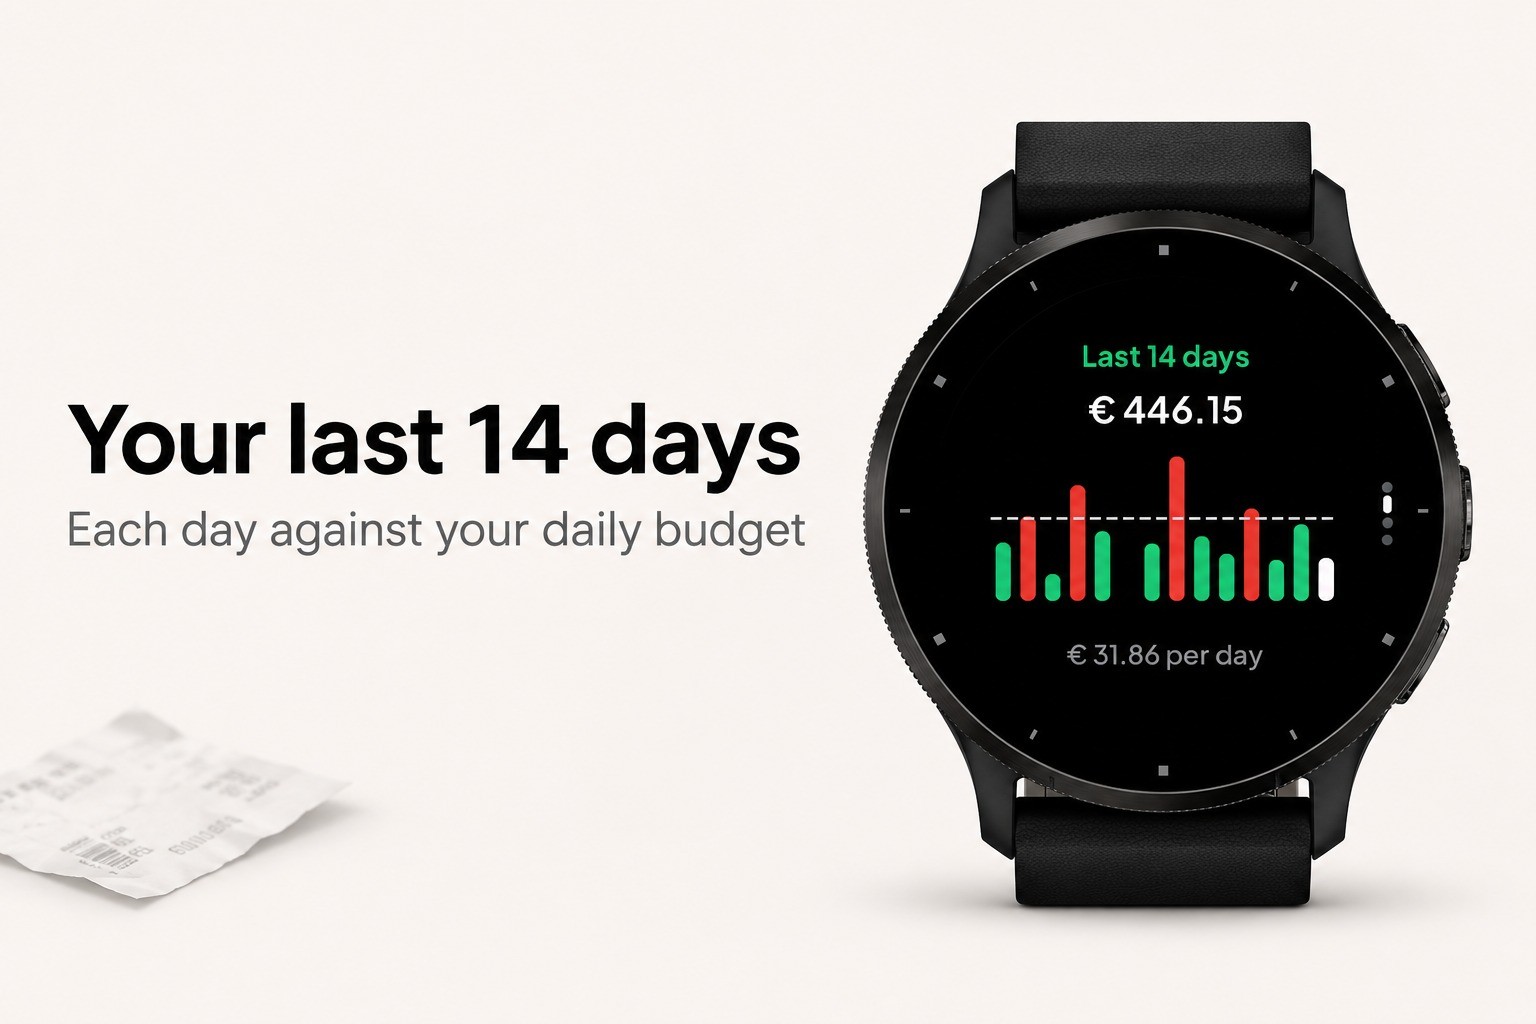 Your last 14 days
Each day against your daily budget
Last 14 days
€ 446.15
€ 31.86 per day